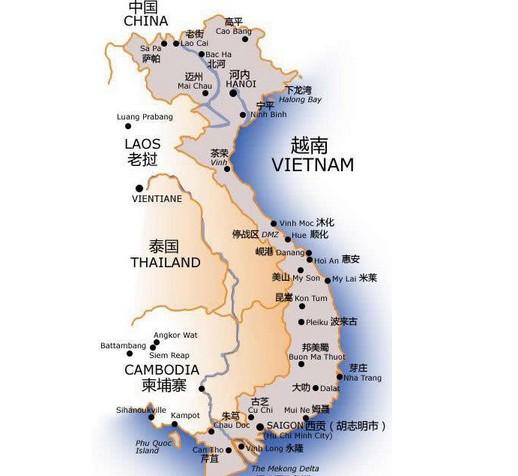 中国
CHINA
高平
Cao Bang
老街
Lao Cai
Sa Pa
萨帕
Bac Ha
北河
迈州
Mai Chau
河内
HANOI
下龙湾
Halong Bay
宁平
Ninh Binh
Luang Prabang
LAOS
老挝
越南
VIETNAM
茶荣
Vinh
VIENTIANE
Vinh Moc 沐化
停战区 DMZ
Hue 顺化
泰国
THAILAND
岘港 Danang
Hoi An 惠安
美山 My Son
My Lai 米莱
昆嵩 Kon Tum
Pleiku 波来古
Angkor Wat
Battambang
Siem Reap
邦美蜀
Buon Ma Thuot
CAMBODIA
柬埔寨
芽庄
Nha Trang
大叻 Dalat
Sihanoukville
Kampot
朱笃
Chau Doc
古芝
Cu Chi
Mui Ne 姆聂
SAIGON 西贡（胡志明市）
(Ho Chi Minh City)
Phu Quoc
Island
Can Tho
芹苴
Vinh Long 永隆
The Mekong Delta